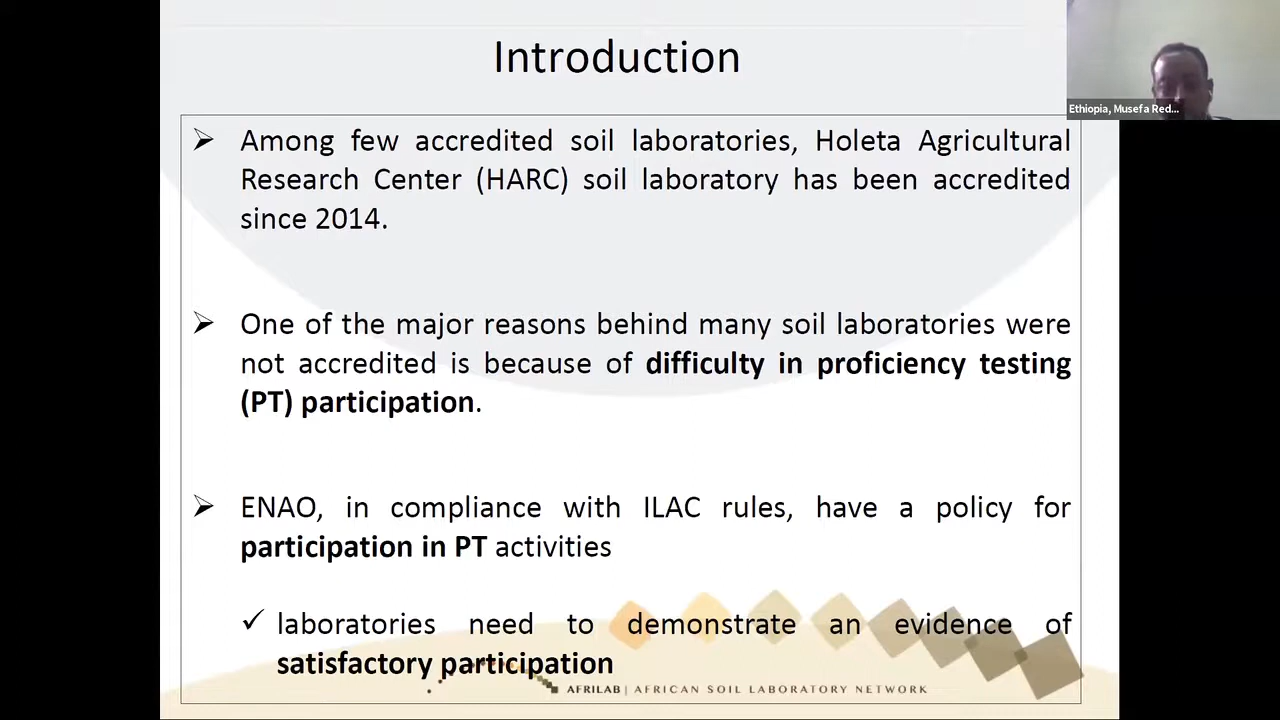 Introduction
Ethiopia, Musefa Red...
➢ Among few accredited soil laboratories, Holeta Agricultural
Research Center (HARC) soil laboratory has been accredited
since 2014.
➢ One of the major reasons behind many soil laboratories were
not accredited is because of difficulty in proficiency testing
(PT) participation.
➢ ENAO, in compliance with ILAC rules, have a policy for
participation in PT activities
✓ laboratories need to demonstrate an evidence of
satisfactory participation
AFRILAB | AFRICAN SOIL LABORATORY NETWORK